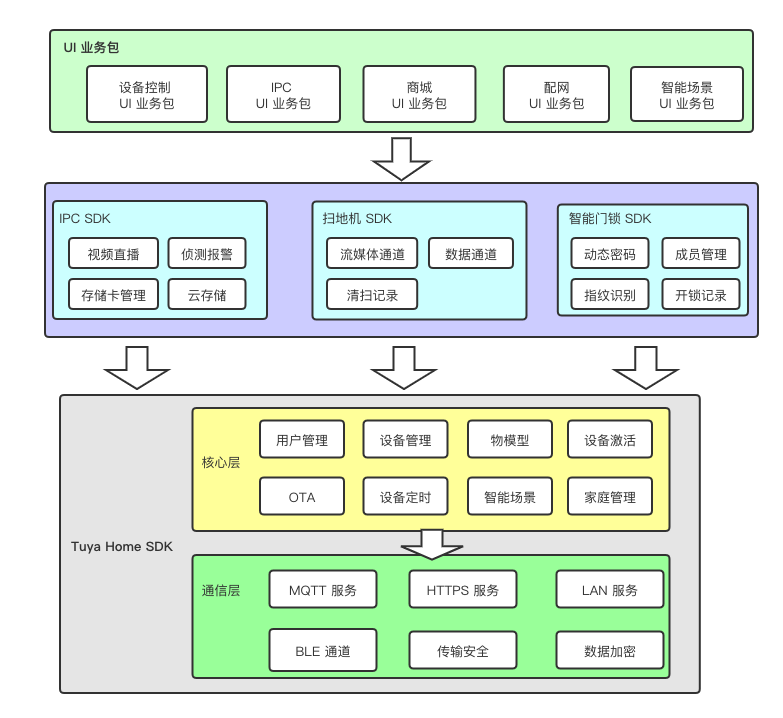 UI 业务包
设备控制
UI 业务包
IPC
UI 业务包
商城
UI 业务包
配网
UI 业务包
智能场景
UI 业务包
IPC SDK
视频直播
侦测报警
存储卡管理
云存储
扫地机 SDK
流媒体通道
数据通道
清扫记录
智能门锁 SDK
动态密码
成员管理
指纹识别
开锁记录
Tuya Home SDK
核心层
用户管理
设备管理
物模型
设备激活
OTA
设备定时
智能场景
家庭管理
通信层
MQTT 服务
HTTPS 服务
LAN 服务
BLE 通道
传输安全
数据加密